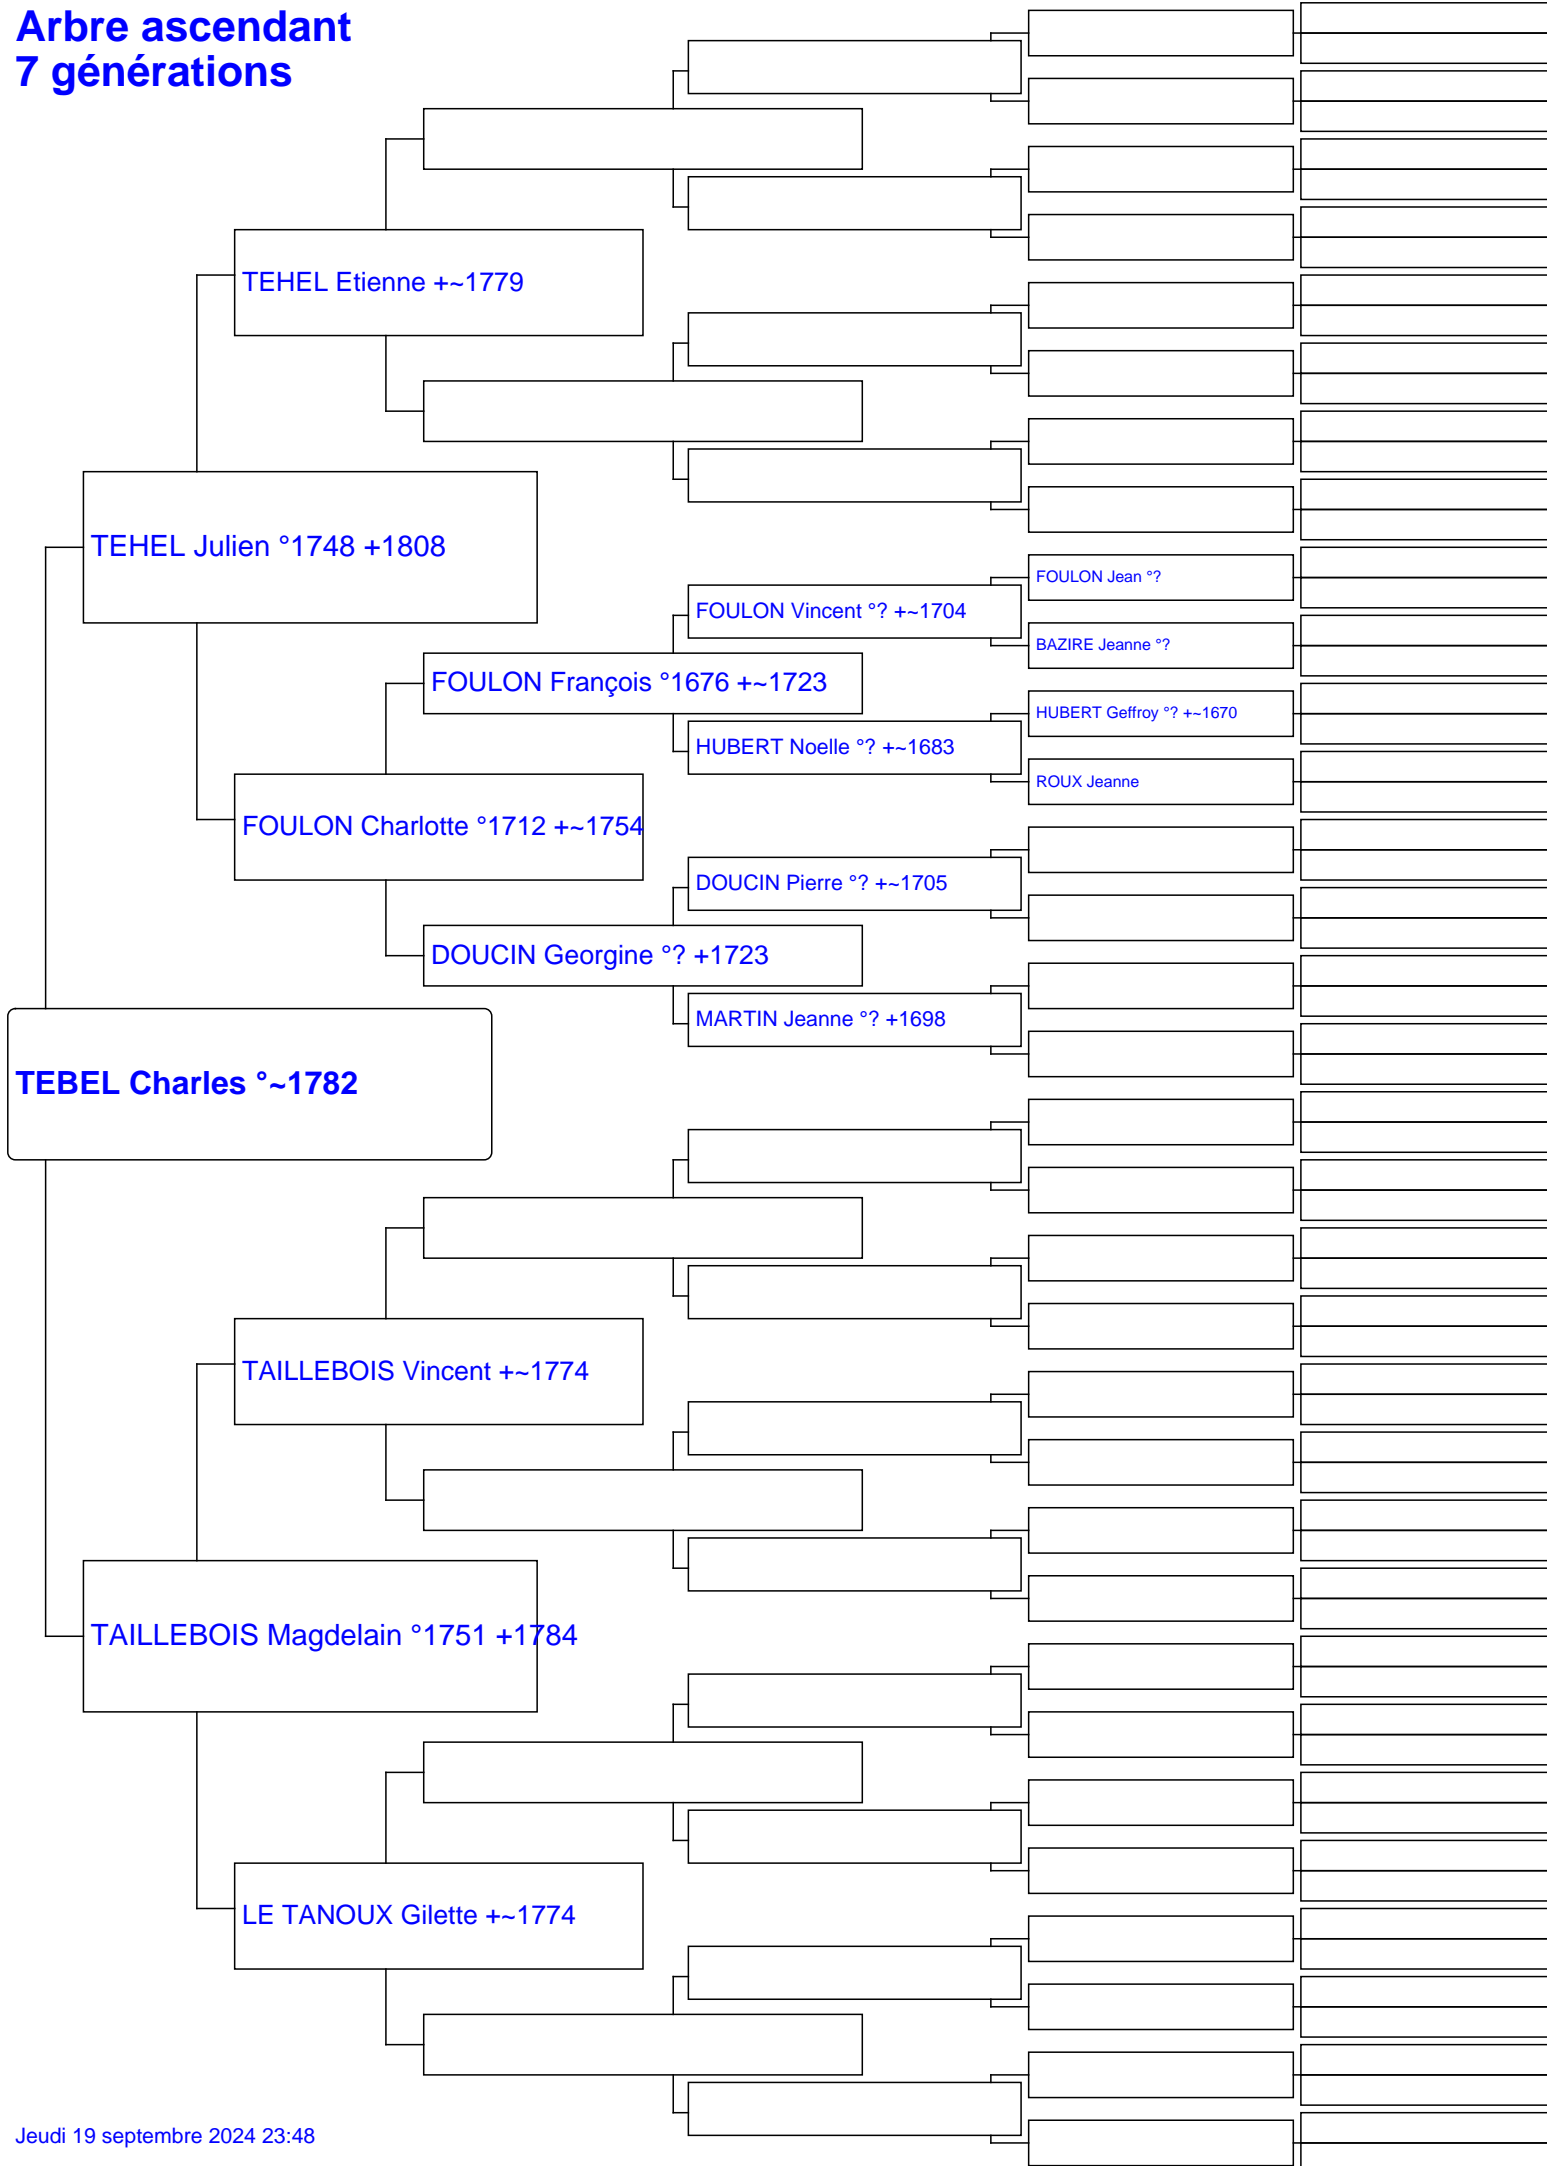 Arbre ascendant
7 générations
TEHEL Etienne +~1779
TEHEL Julien °1748 +1808
FOULON Jean °?
FOULON Vincent °? +~1704
BAZIRE Jeanne °?
FOULON François °1676 +~1723
HUBERT Geffroy °? +~1670
HUBERT Noelle °? +~1683
ROUX Jeanne
FOULON Charlotte °1712 +~1754
DOUCIN Pierre °? +~1705
DOUCIN Georgine °? +1723
MARTIN Jeanne °? +1698
TEBEL Charles °~1782
TAILLEBOIS Vincent +~1774
TAILLEBOIS Magdelain °1751 +1784
LE TANOUX Gilette +~1774
Jeudi 19 septembre 2024 23:48